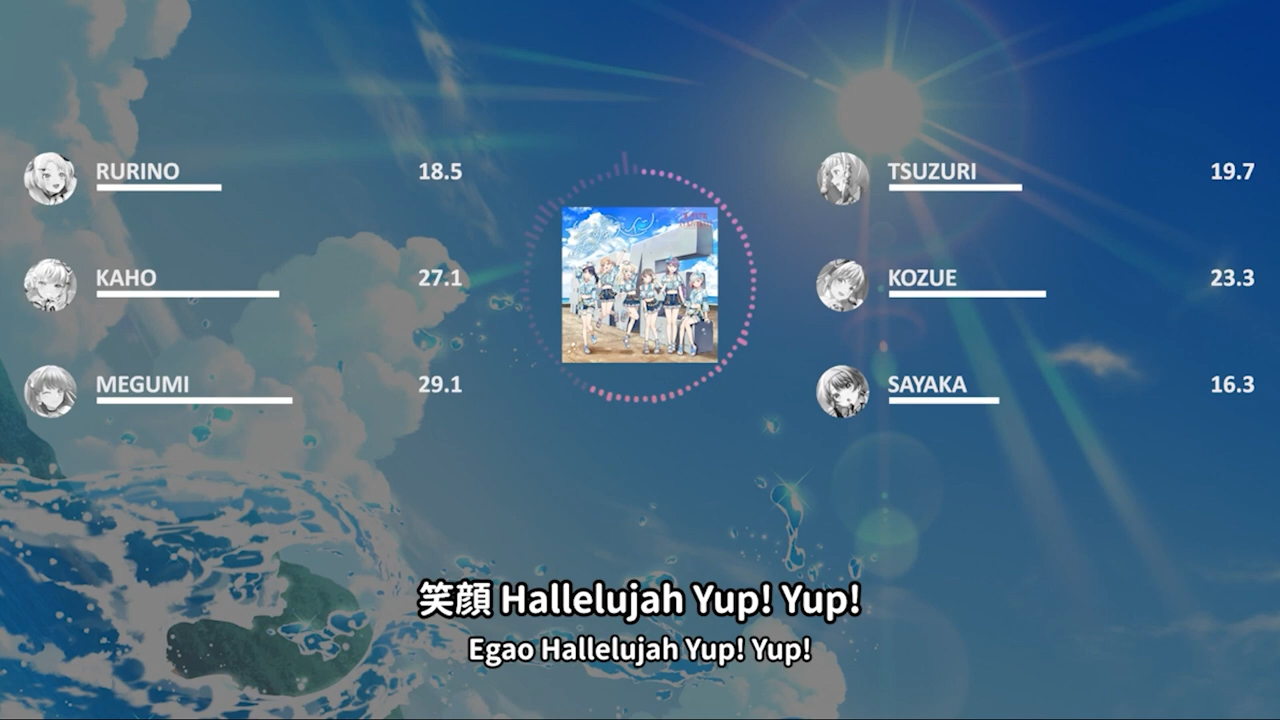 RURINO 18.5
KAHO 27.1
MEGUMI 29.1
TSUZURI 19.7
KOZUE 23.3
SAYAKA 16.3
笑顔 Hallelujah Yup! Yup!
Egao Hallelujah Yup! Yup!